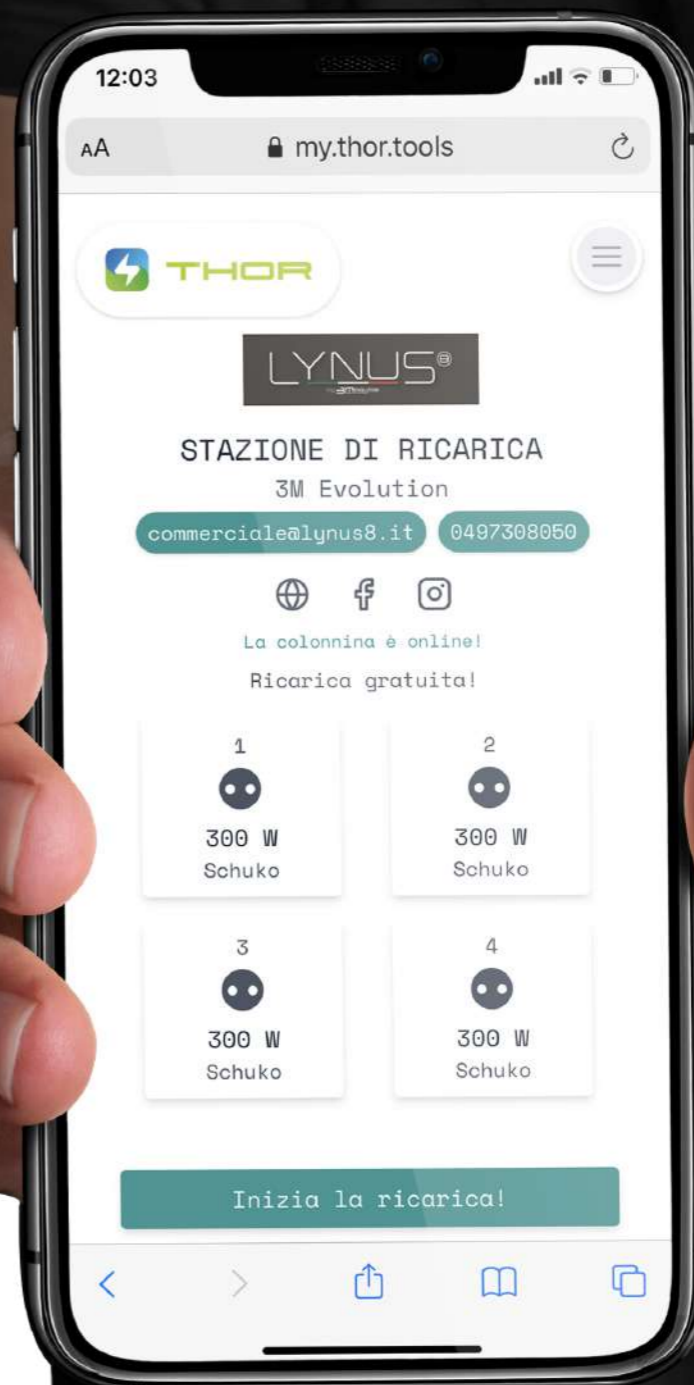 12:03
AA my.thor.tools
THOR
LYNUS®
STAZIONE DI RICARICA
3M Evolution
commerciale@lynus8.it 0497308050
La colonnina è online!
Ricarica gratuita!
1 2
300 W 300 W
Schuko Schuko
3 4
300 W 300 W
Schuko Schuko
Inizia la ricarica!